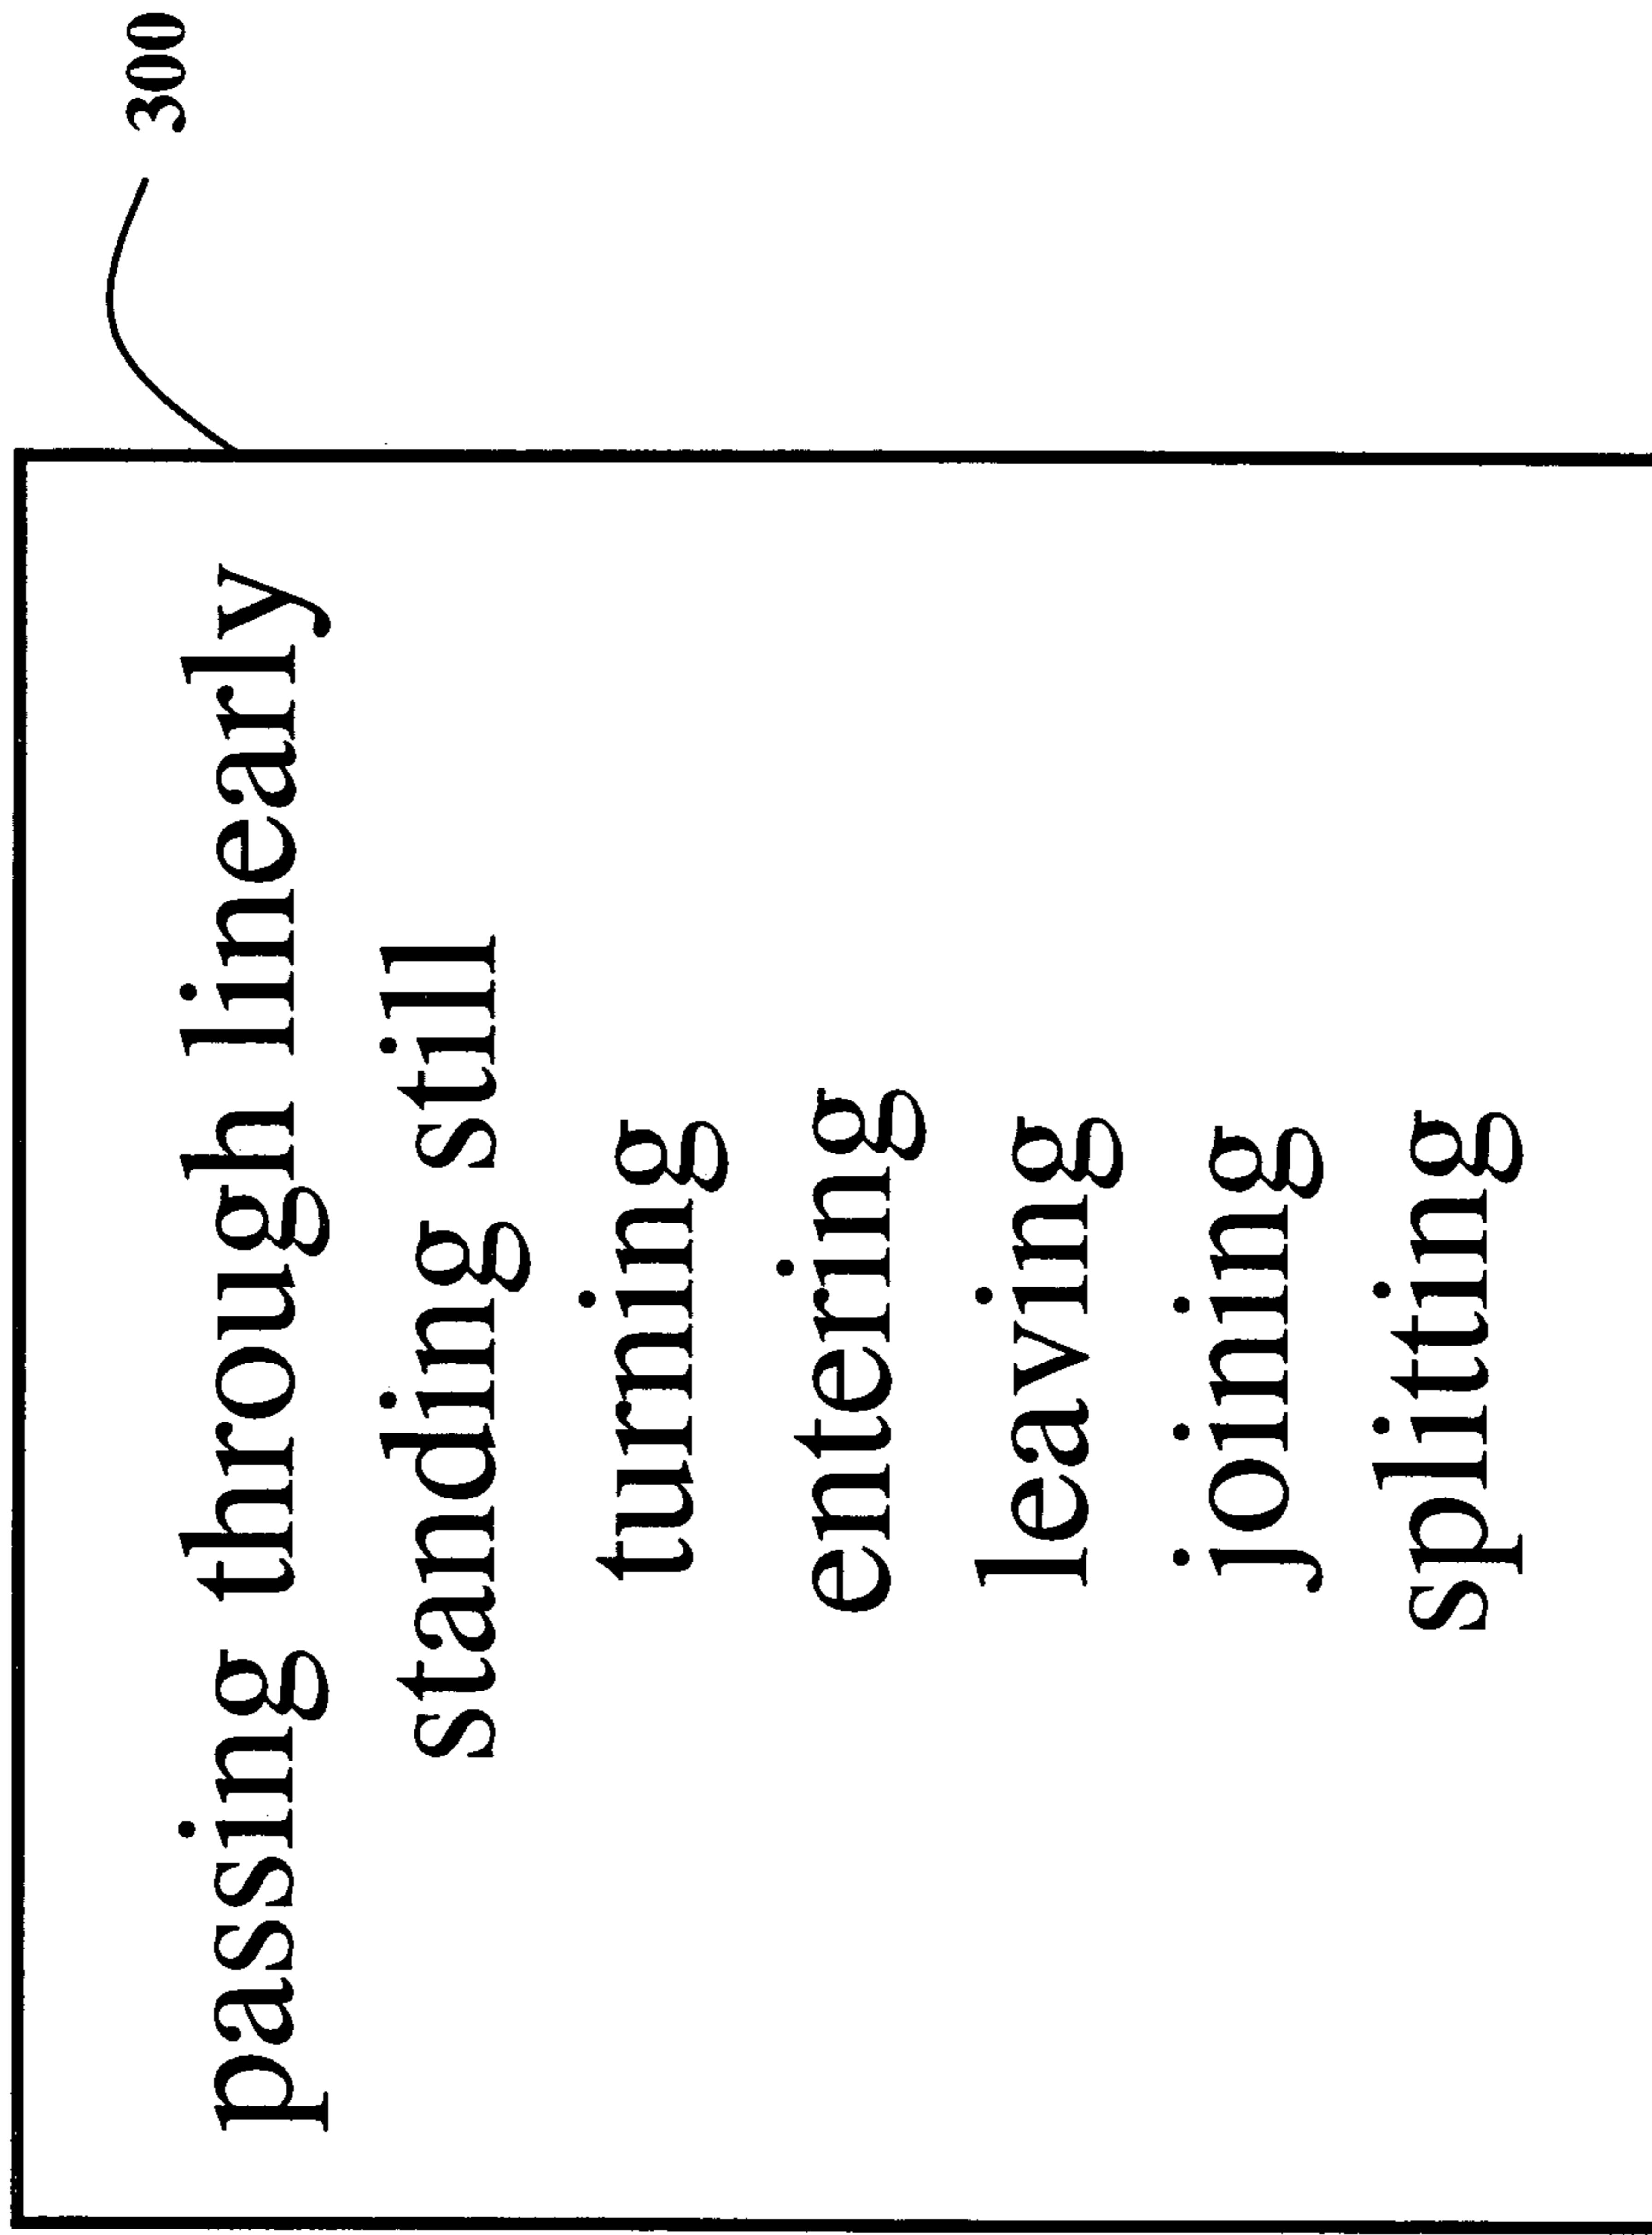 300
passing through linearly
standing still
turning
entering
leaving
joining
splitting